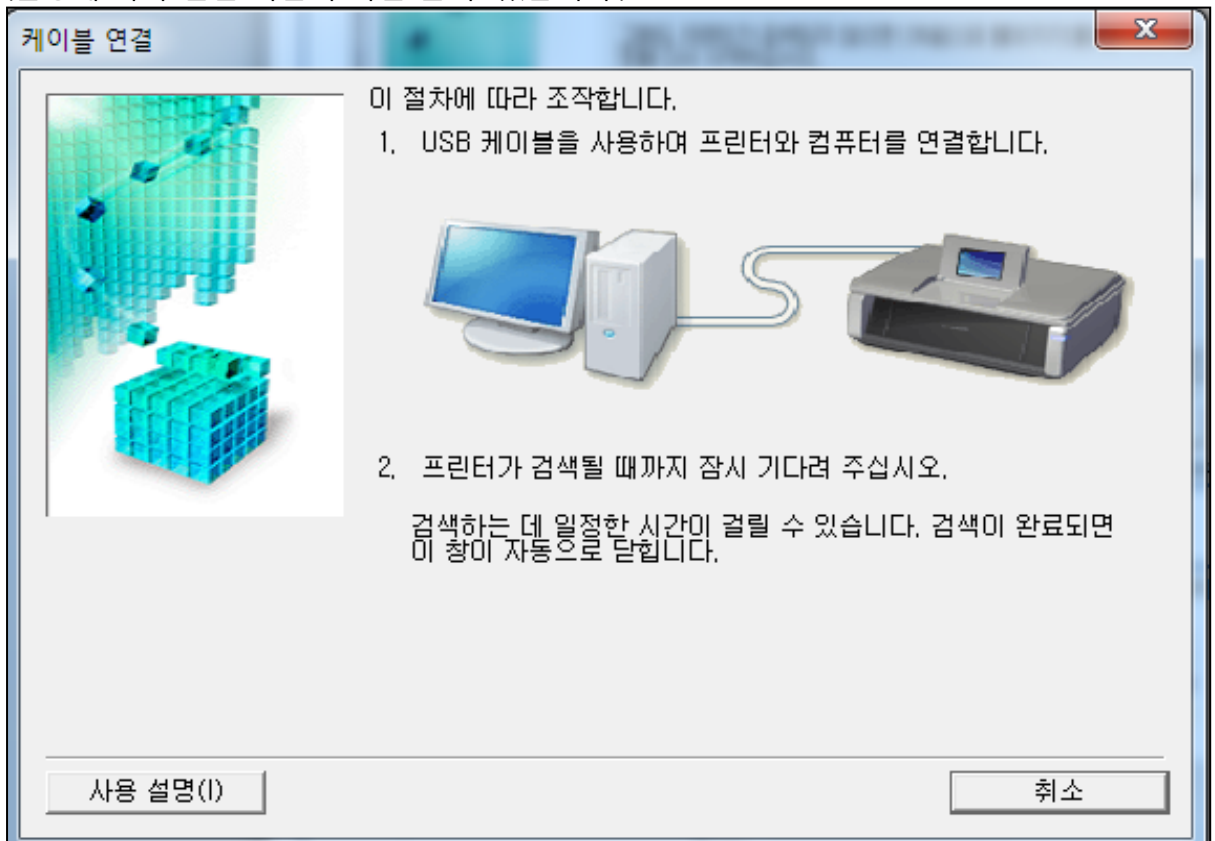 케이블 연결
이 절차에 따라 조작합니다.
1. USB 케이블을 사용하여 프린터와 컴퓨터를 연결합니다.
2. 프린터가 검색될 때까지 잠시 기다려 주십시오.
검색하는 데 일정한 시간이 걸릴 수 있습니다. 검색이 완료되면
이 창이 자동으로 닫힙니다.
사용 설명(I)
취소